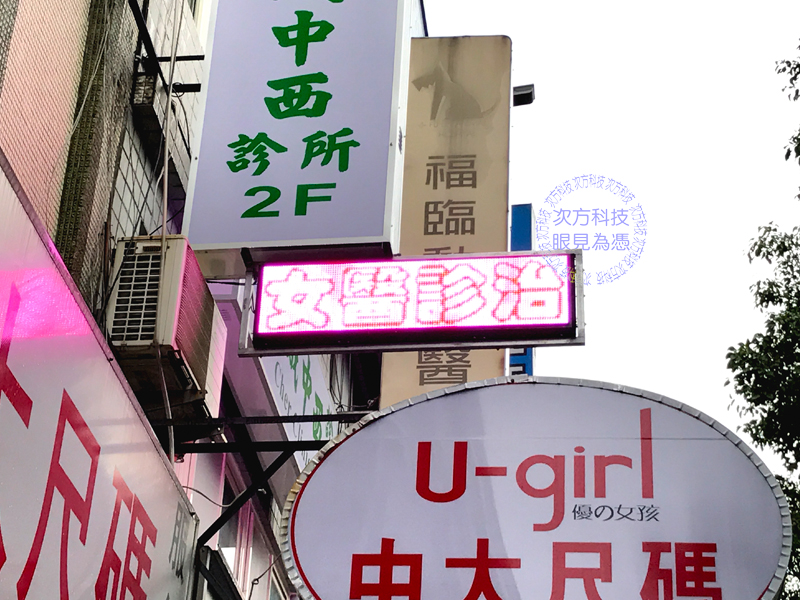 中西
診所
2F
福臨
醫
次方科技
眼見為憑
女醫診治
U-girl
優の女孩
中大尺碼
尺碼